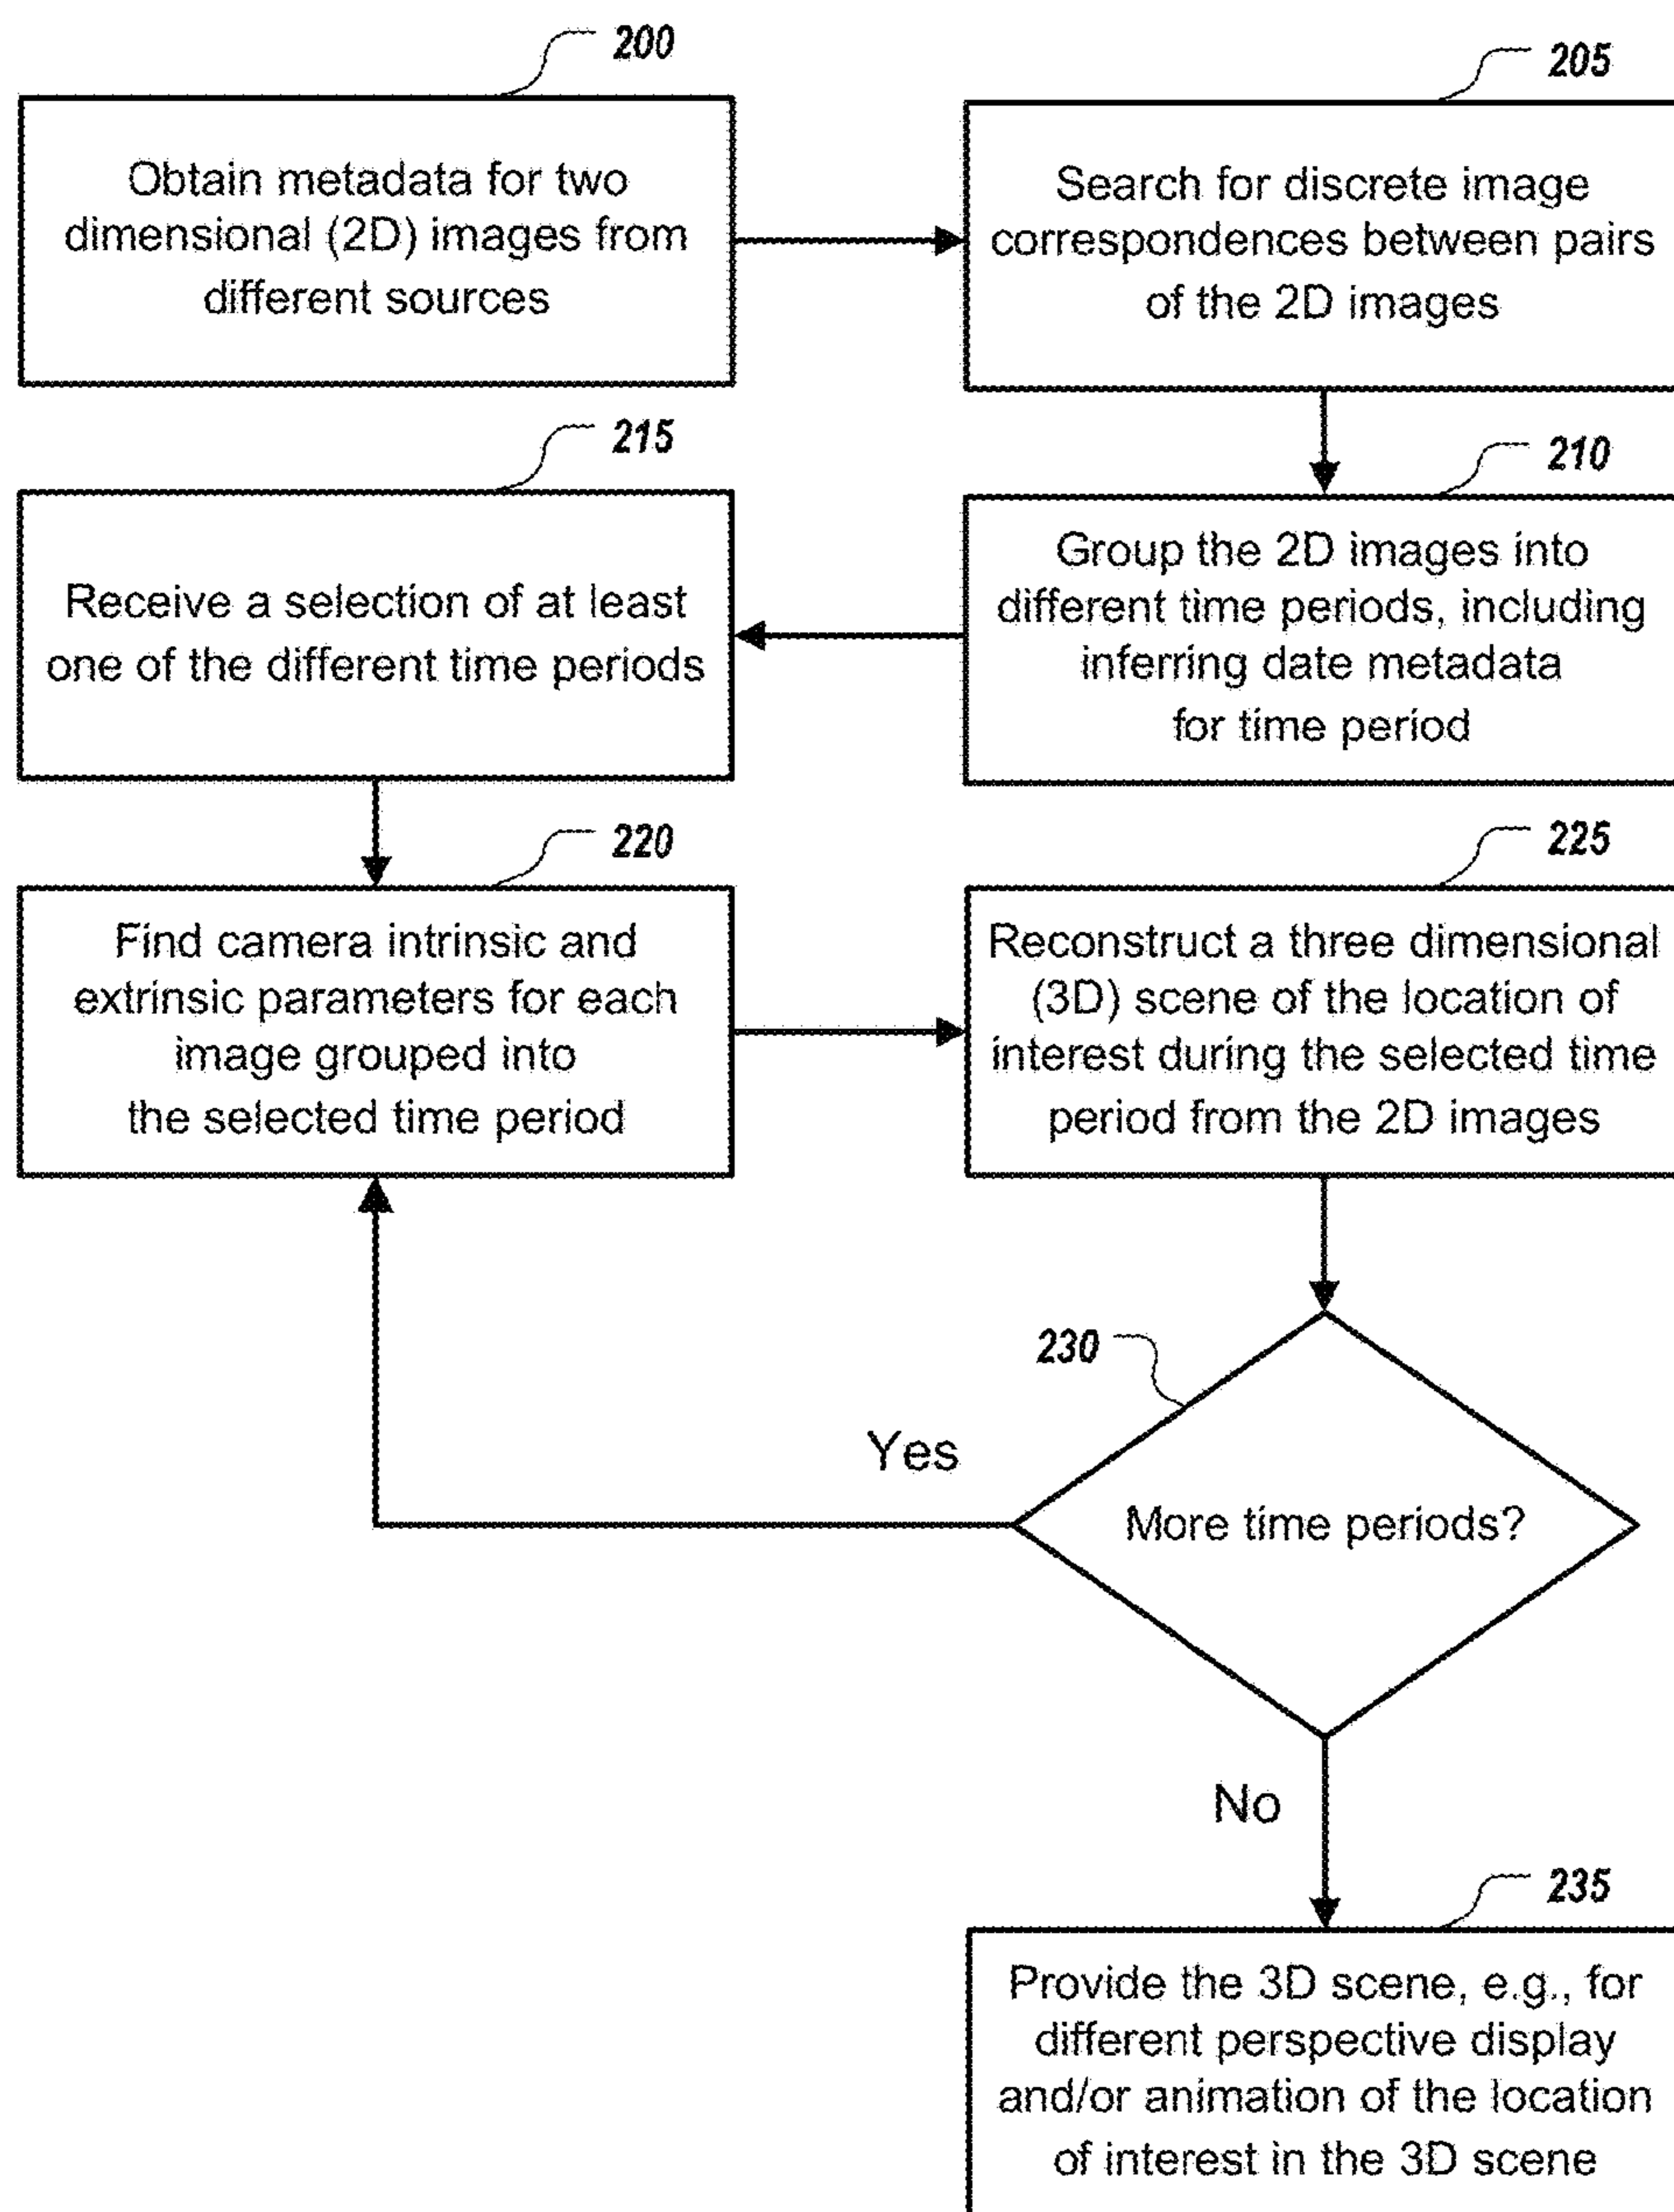 200
Obtain metadata for two
dimensional (2D) images from
different sources
205
Search for discrete image
correspondences between pairs
of the 2D images
210
Group the 2D images into
different time periods, including
inferring date metadata
for time period
215
Receive a selection of at least
one of the different time periods
220
Find camera intrinsic and
extrinsic parameters for each
image grouped into
the selected time period
225
Reconstruct a three dimensional
(3D) scene of the location of
interest during the selected time
period from the 2D images
230
More time periods?
Yes
No
235
Provide the 3D scene, e.g., for
different perspective display
and/or animation of the location
of interest in the 3D scene